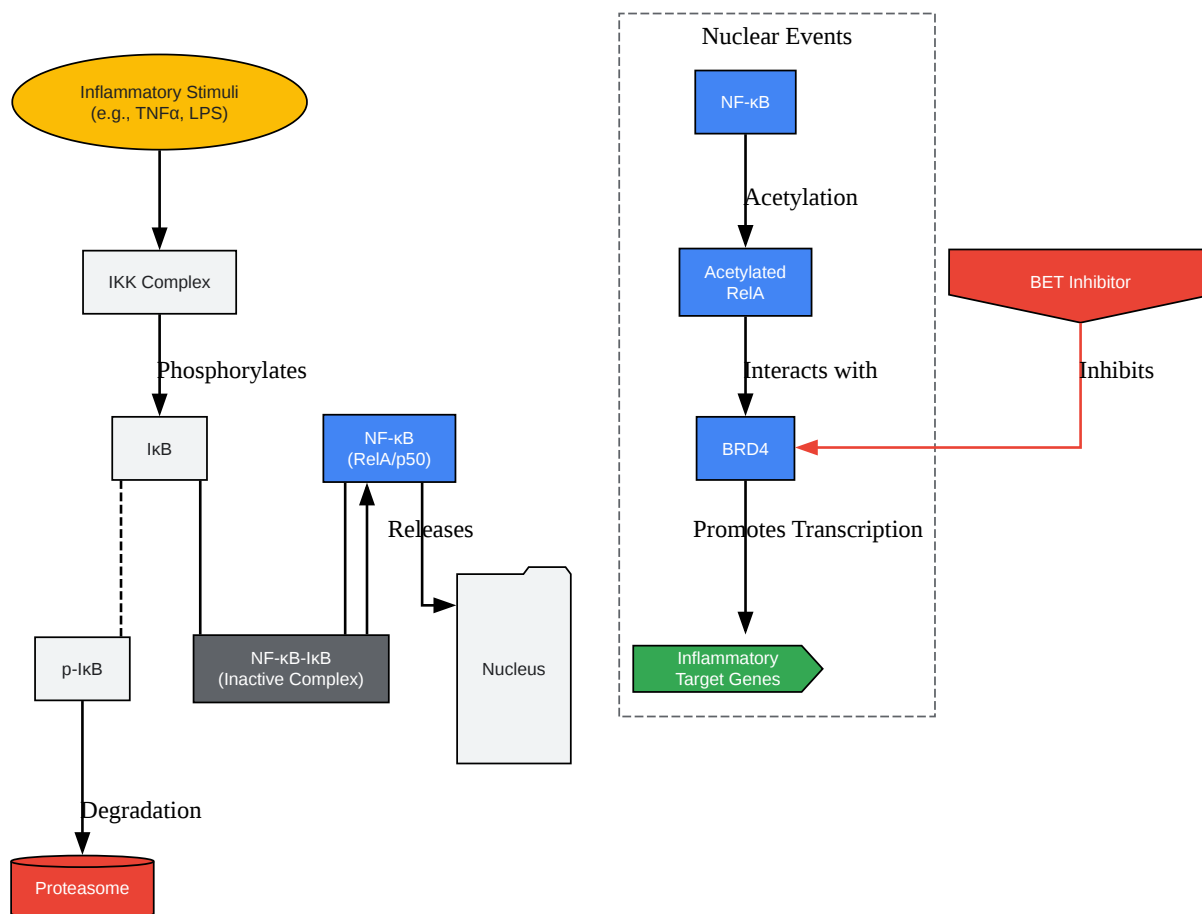 Inflammatory Stimuli
(e.g., TNFα, LPS)
IKK Complex
Phosphorylates
IκB
NF-κB
(RelA/p50)
Releases
p-IκB
NF-κB-IκB
(Inactive Complex)
Nucleus
Degradation
Proteasome
Nuclear Events
NF-κB
Acetylation
Acetylated
RelA
Interacts with
BRD4
Promotes Transcription
Inflammatory
Target Genes
BET Inhibitor
Inhibits